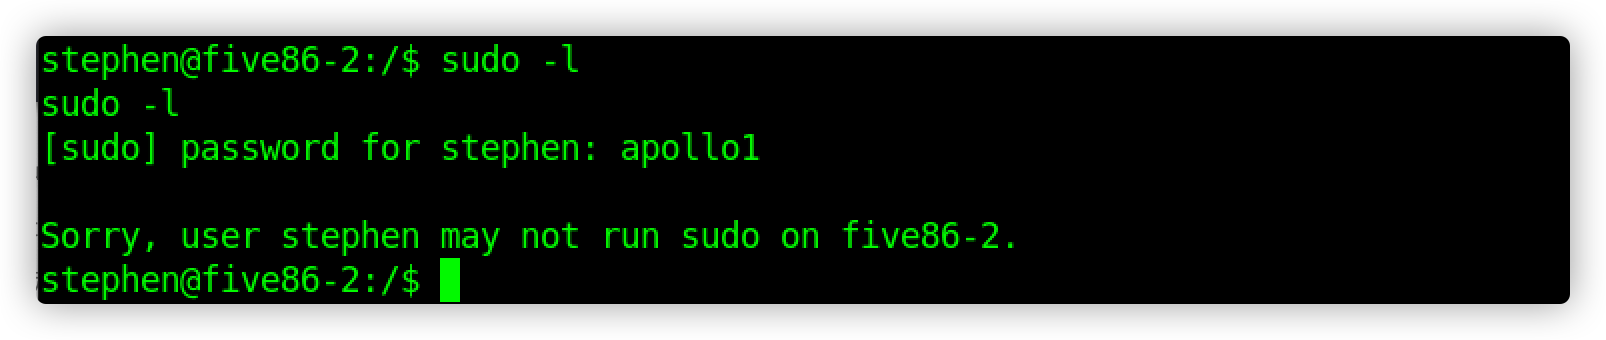 stephen@five86-2:/$ sudo -l
sudo -l
[sudo] password for stephen: apollo1
Sorry, user stephen may not run sudo on five86-2.
stephen@five86-2:/$